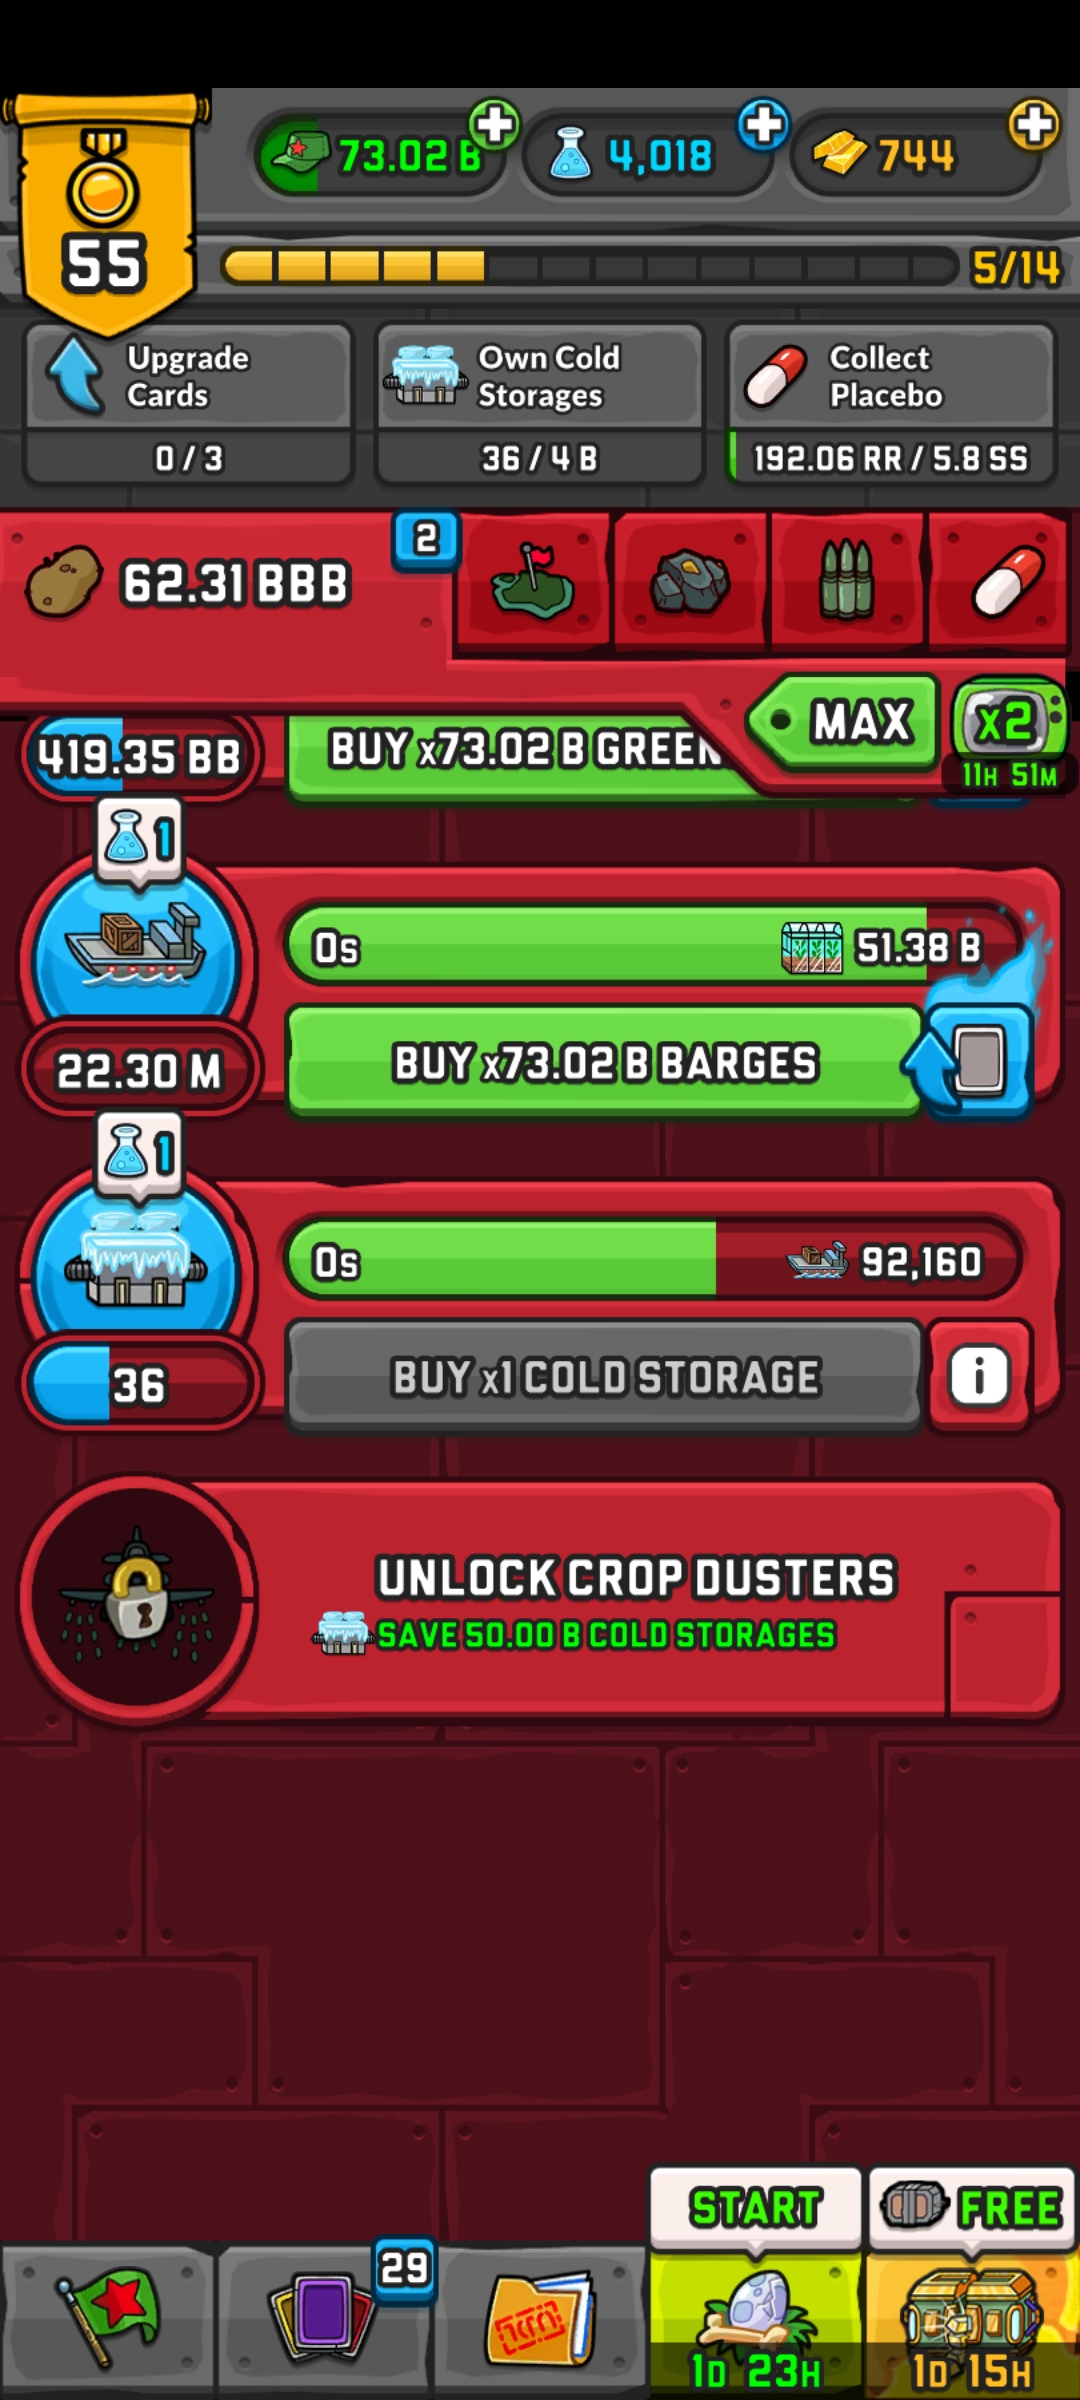 73.02 B
4,018
744
55
5/14
Upgrade
Cards
0 / 3
Own Cold
Storages
36 / 4 B
Collect
Placebo
192.06 RR / 5.8 SS
62.31 BBB
2
MAX
x2
11H 51M
419.35 BB
BUY x73.02 B GREEN
1
0s
51.38 B
22.30 M
BUY x73.02 B BARGES
1
0s
92,160
36
BUY x1 COLD STORAGE
i
UNLOCK CROP DUSTERS
SAVE 50.00 B COLD STORAGES
START
FREE
29
1D 23H
1D 15H